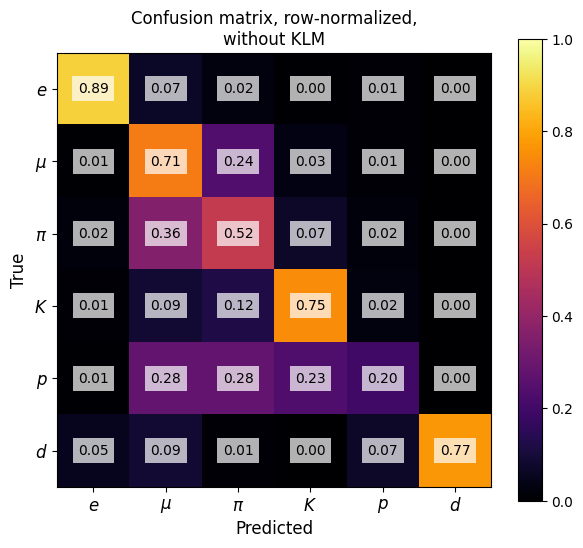 Confusion matrix, row-normalized,
without KLM
e 0.89 0.07 0.02 0.00 0.01 0.00
μ 0.01 0.71 0.24 0.03 0.01 0.00
π 0.02 0.36 0.52 0.07 0.02 0.00
K 0.01 0.09 0.12 0.75 0.02 0.00
p 0.01 0.28 0.28 0.23 0.20 0.00
d 0.05 0.09 0.01 0.00 0.07 0.77
e μ π K p d
True
Predicted
1.0
0.8
0.6
0.4
0.2
0.0